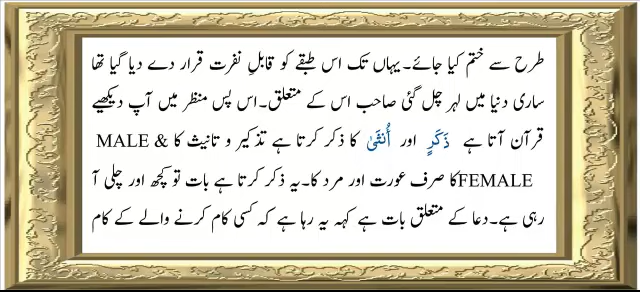 طرح سے ختم کیا جائے۔ یہاں تک اس طبقے کو قابلِ نفرت قرار دے دیا گیا تھا
ساری دنیا میں لہر چل گئی صاحب اس کے متعلق۔ اس پس منظر میں آپ دیکھیے
قرآن آتا ہے ذَکَرٍ اور أُنْثَىٰ کا ذکر کرتا ہے تذکیر و تانیث کا MALE &
FEMALE کا صرف عورت اور مرد کا۔ یہ ذکر کرتا ہے بات تو کچھ اور چلی آ
رہی ہے۔ دعا کے متعلق بات ہے کہہ یہ رہا ہے کہ کسی کام کرنے والے کے کام